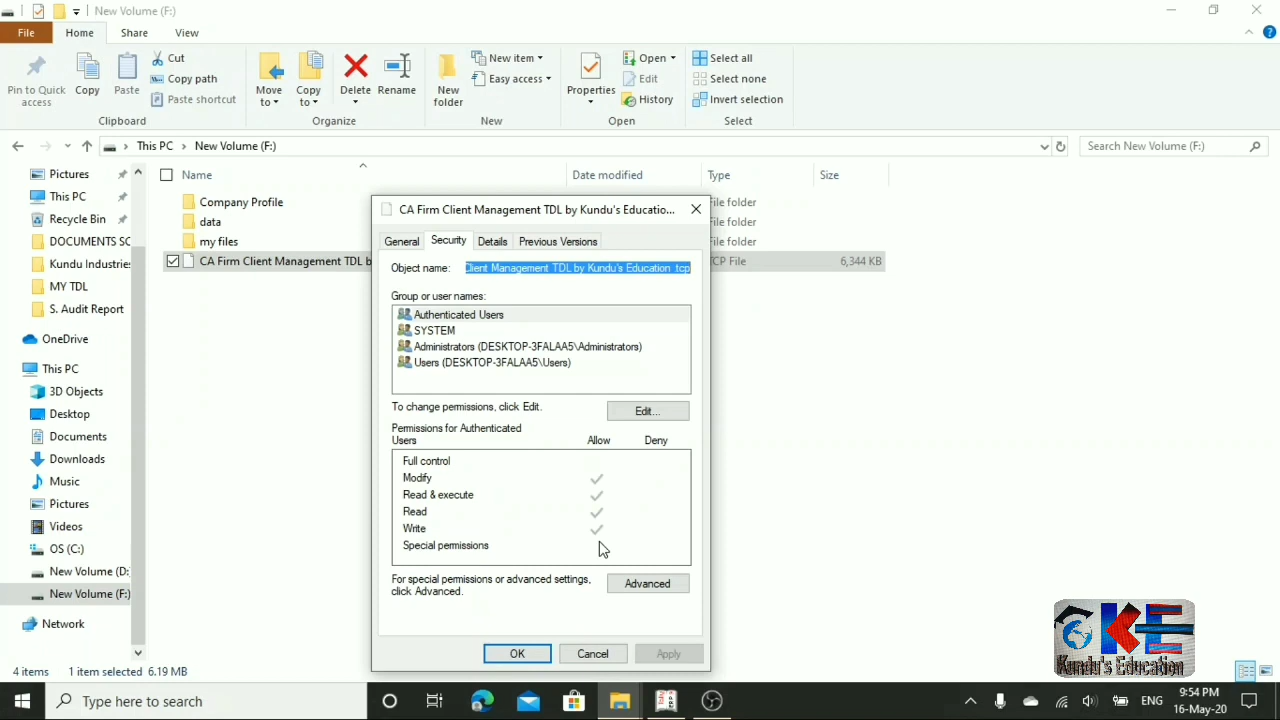 New Volume (F:)
File
Home
Share
View
Pin to Quick access
Copy
Paste
Cut
Copy path
Paste shortcut
Clipboard
Move to
Copy to
Delete
Rename
Organize
New folder
New item
Easy access
New
Properties
Open
Edit
History
Open
Select all
Select none
Invert selection
Select
This PC
New Volume (F:)
Search New Volume (F:)
Name
Date modified
Type
Size
Pictures
This PC
Recycle Bin
DOCUMENTS SC
Kundu Industries
MY TDL
S. Audit Report
OneDrive
This PC
3D Objects
Desktop
Documents
Downloads
Music
Pictures
Videos
OS (C:)
New Volume (D:
New Volume (F:)
Network
Company Profile
File folder
data
File folder
my files
File folder
CA Firm Client Management TDL b
TCP File
6,344 KB
CA Firm Client Management TDL by Kundu's Educatio...
General
Security
Details
Previous Versions
Object name:
Client Management TDL by Kundu's Education .tcp
Group or user names:
Authenticated Users
SYSTEM
Administrators (DESKTOP-3FALAA5\Administrators)
Users (DESKTOP-3FALAA5\Users)
To change permissions, click Edit.
Edit...
Permissions for Authenticated
Users
Allow
Deny
Full control
Modify
Read & execute
Read
Write
Special permissions
For special permissions or advanced settings,
click Advanced.
Advanced
OK
Cancel
Apply
KE
Kundu's Education
4 items
1 item selected 6.19 MB
Type here to search
ENG
9:54 PM
16-May-20